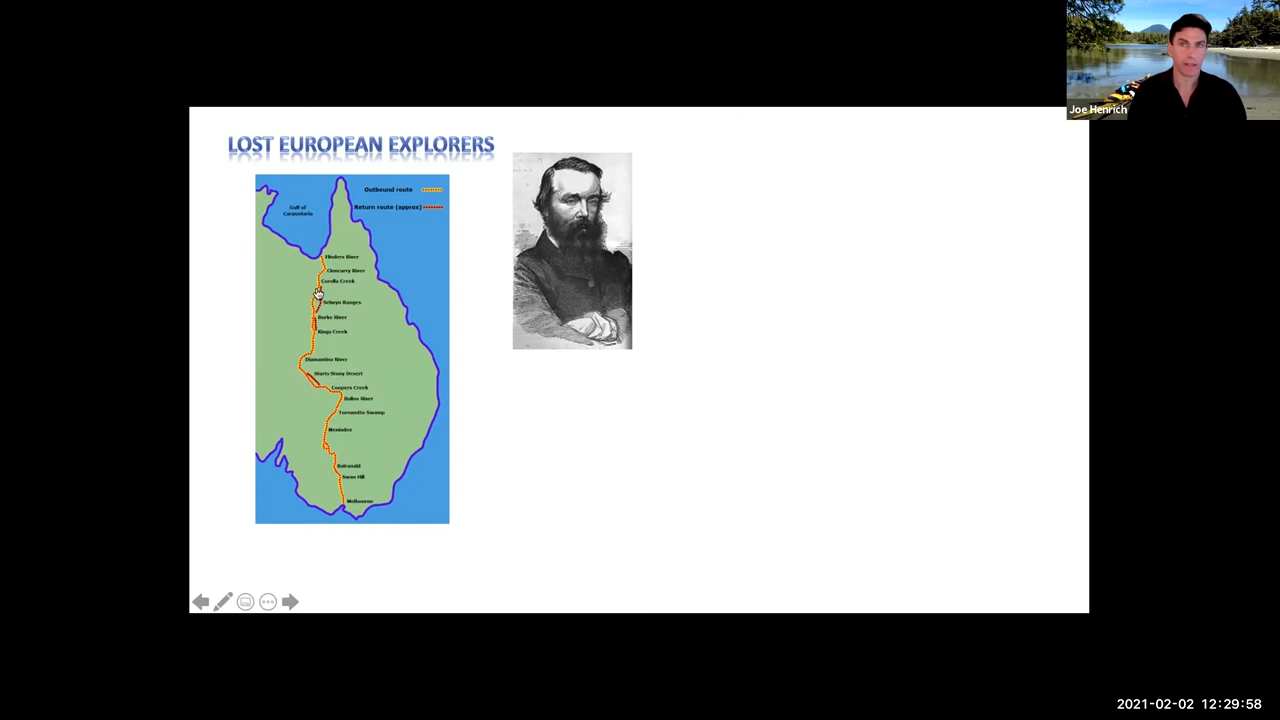 Joe Henrich
LOST EUROPEAN EXPLORERS
Outbound route
Return route (approx)
Gulf of
Carpentaria
Flinders River
Cloncurry River
Corella Creek
Selwyn Ranges
Burke River
Kings Creek
Diamantina River
Sturts Stony Desert
Coopers Creek
Bulloo River
Torowotto Swamp
Menindee
Balranald
Swan Hill
Melbourne
2021-02-02 12:29:58